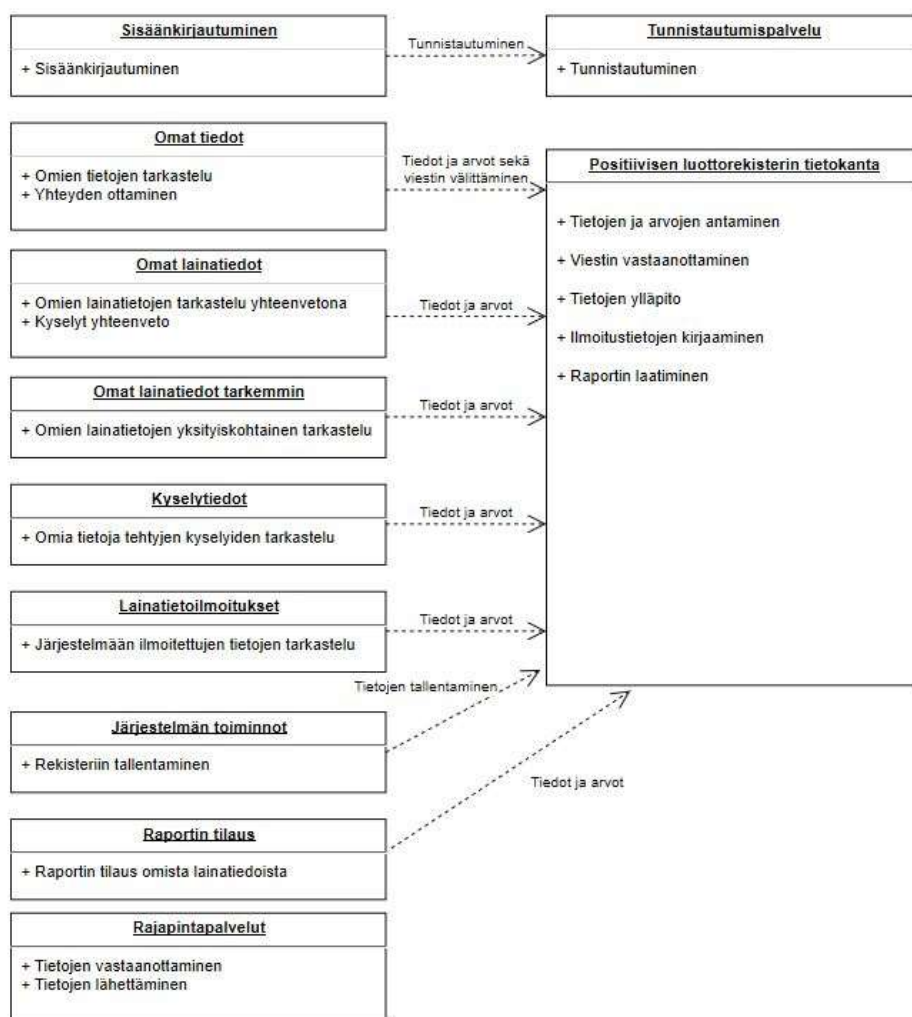 Sisäänkirjautuminen
+ Sisäänkirjautuminen
Tunnistautuminen
Tunnistautumispalvelu
+ Tunnistautuminen
Omat tiedot
+ Omien tietojen tarkastelu
+ Yhteyden ottaminen
Tiedot ja arvot sekä
viestin välittäminen
Positiivisen luottorekisterin tietokanta
+ Tietojen ja arvojen antaminen
+ Viestin vastaanottaminen
+ Tietojen ylläpito
+ Ilmoitustietojen kirjaaminen
+ Raportin laatiminen
Omat lainatiedot
+ Omien lainatietojen tarkastelu yhteenvetona
+ Kyselyt yhteenveto
Tiedot ja arvot
Omat lainatiedot tarkemmin
+ Omien lainatietojen yksityiskohtainen tarkastelu
Tiedot ja arvot
Kyselytiedot
+ Omia tietoja tehtyjen kyselyiden tarkastelu
Tiedot ja arvot
Lainatietoilmoitukset
+ Järjestelmään ilmoitettujen tietojen tarkastelu
Tiedot ja arvot
Tietojen tallentaminen
Järjestelmän toiminnot
+ Rekisteriin tallentaminen
Tiedot ja arvot
Raportin tilaus
+ Raportin tilaus omista lainatiedoista
Rajapintapalvelut
+ Tietojen vastaanottaminen
+ Tietojen lähettäminen